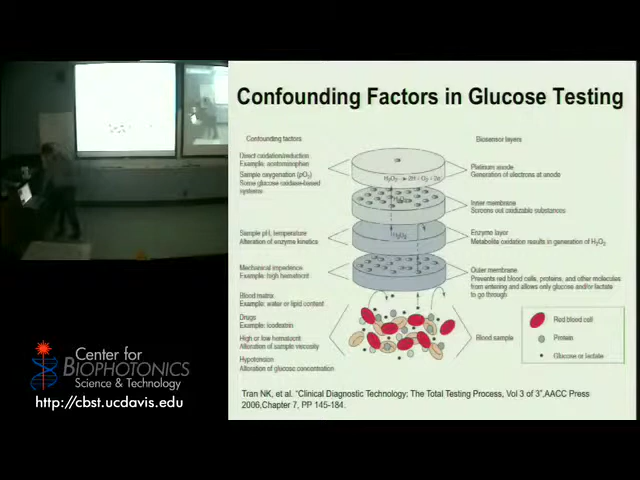 Confounding Factors in Glucose Testing
Confounding factors
Biosensor layers
Direct oxidation/reduction
Example: acetaminophen
Sample oxygenation (pO₂)
Some glucose oxidase-based
systems
Platinum anode
Generation of electrons at anode
Inner membrane
Screens out oxidizable substances
Sample pH, temperature
Alteration of enzyme kinetics
Enzyme layer
Metabolite oxidation results in generation of H₂O₂
Mechanical impedence
Example: high hematocrit
Outer membrane
Prevents red blood cells, proteins, and other molecules
from entering and allows only glucose and/or lactate
to go through
Blood matrix
Example: water or lipid content
Drugs
Example: icodextrin
High or low hematocrit
Alteration of sample viscosity
Hypotension
Alteration of glucose concentration
Blood sample
Red blood cell
Protein
Glucose or lactate
H₂O₂
Tran NK, et al. "Clinical Diagnostic Technology; The Total Testing Process, Vol 3 of 3",AACC Press
2006,Chapter 7, PP 145-184.
Center for
BIOPHOTONICS
Science & Technology
http://cbst.ucdavis.edu